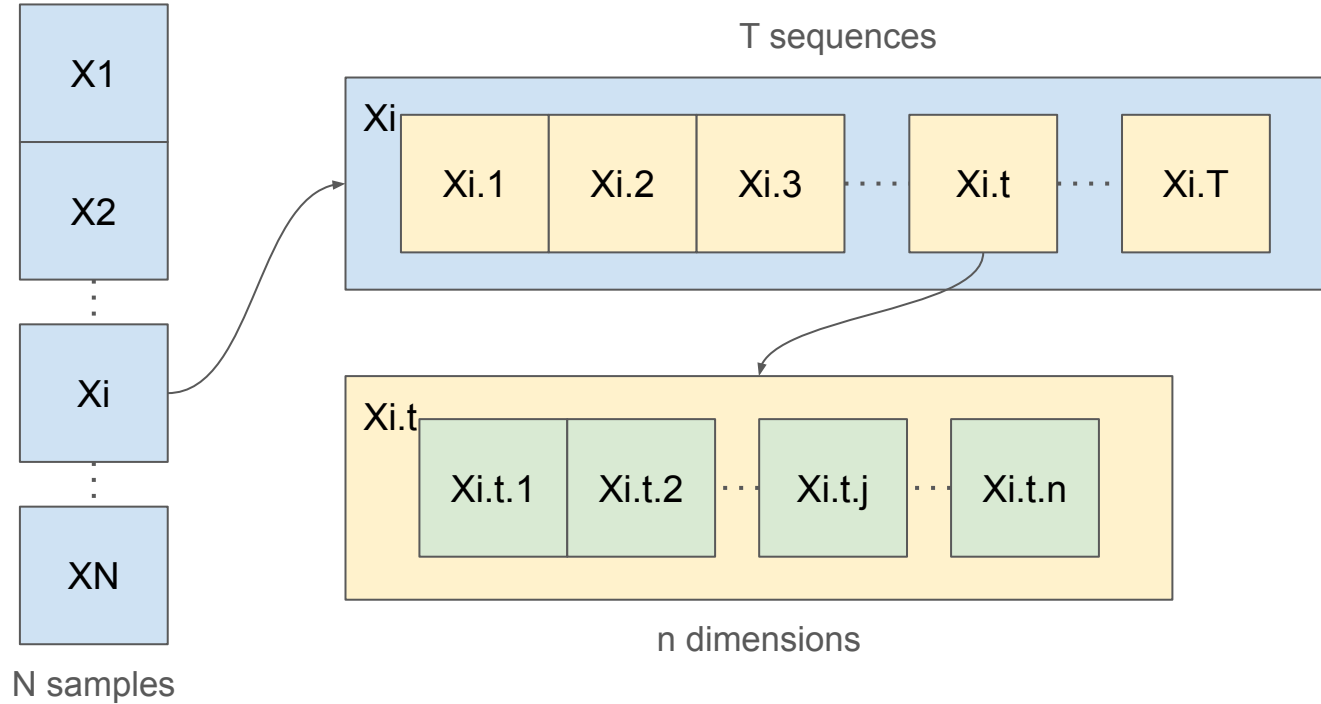 X1
X2
Xi
XN
N samples
T sequences
Xi
Xi.1 Xi.2 Xi.3 Xi.t Xi.T
Xi.t
Xi.t.1 Xi.t.2 Xi.t.j Xi.t.n
n dimensions